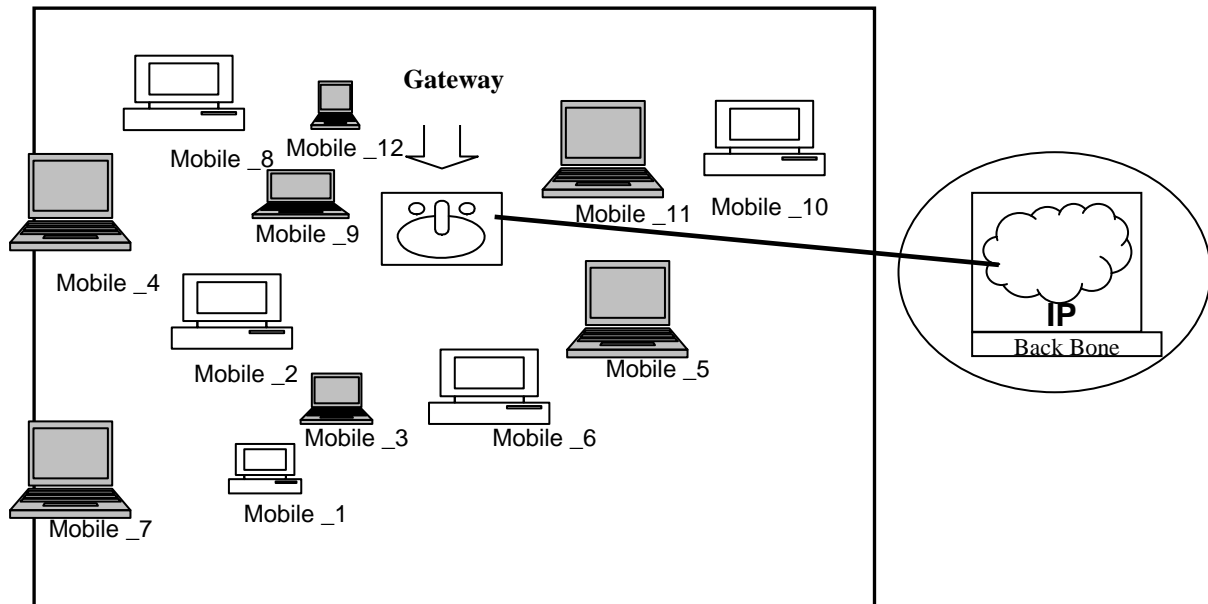 Gateway
Mobile _8
Mobile _12
Mobile _11
Mobile _10
Mobile _9
Mobile _4
IP
Back Bone
Mobile _2
Mobile _5
Mobile _3
Mobile _6
Mobile _7
Mobile _1